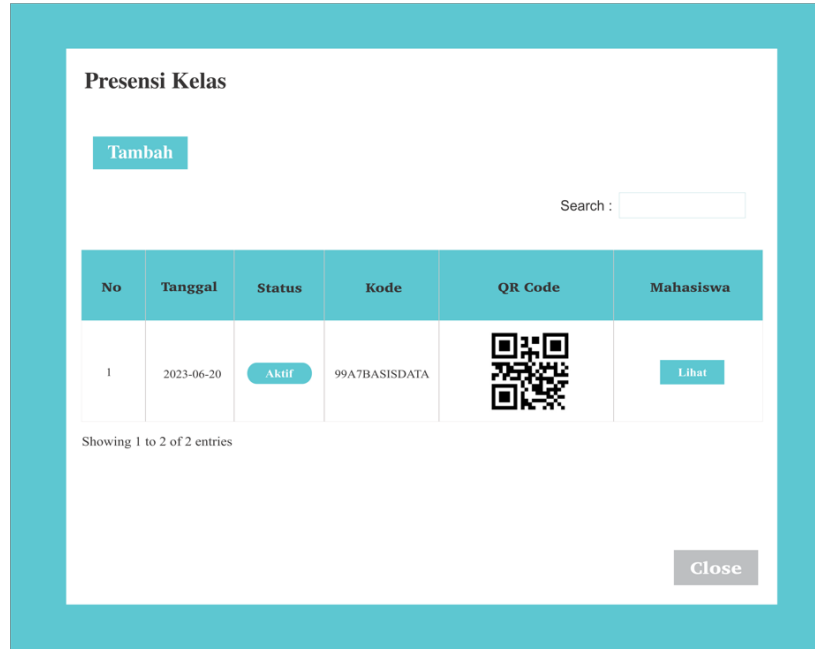 Presensi Kelas
Tambah
Search :
No Tanggal Status Kode QR Code Mahasiswa
1 2023-06-20 Aktif 99A7BASISDATA Lihat
Showing 1 to 2 of 2 entries
Close